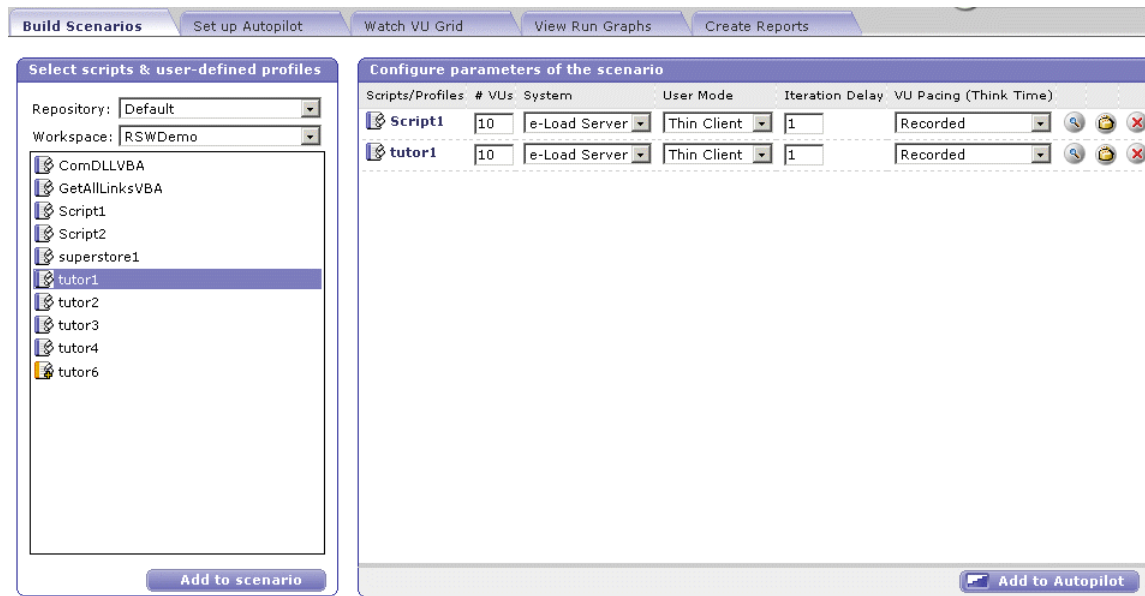 Build Scenarios Set up Autopilot Watch VU Grid View Run Graphs Create Reports
Select scripts & user-defined profiles
Repository: Default
Workspace: RSWDemo
ComDLLVBA
GetAllLinksVBA
Script1
Script2
superstore1
tutor1
tutor2
tutor3
tutor4
tutor6
Add to scenario
Configure parameters of the scenario
Scripts/Profiles # VUs System User Mode Iteration Delay VU Pacing (Think Time)
Script1 10 e-Load Server Thin Client 1 Recorded
tutor1 10 e-Load Server Thin Client 1 Recorded
Add to Autopilot